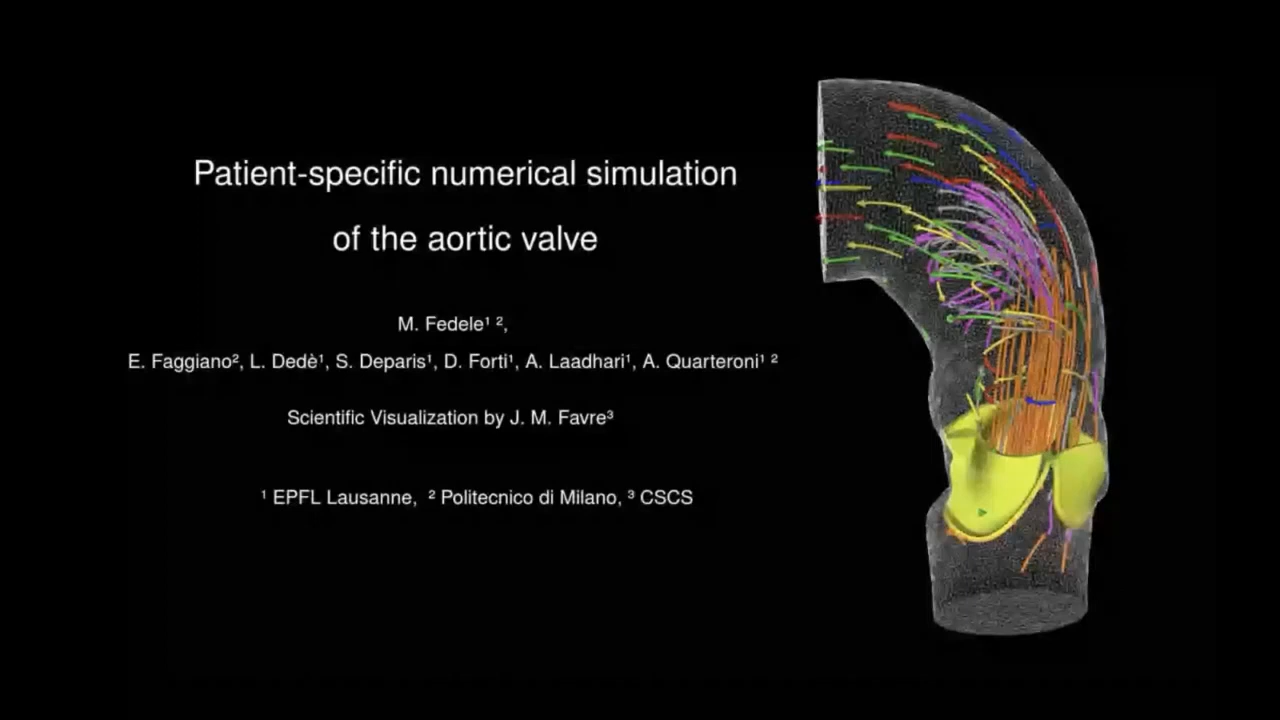 Patient-specific numerical simulation
of the aortic valve
M. Fedele¹ ²,
E. Faggiano², L. Dedè¹, S. Deparis¹, D. Forti¹, A. Laadhari¹, A. Quarteroni¹ ²
Scientific Visualization by J. M. Favre³
¹ EPFL Lausanne, ² Politecnico di Milano, ³ CSCS